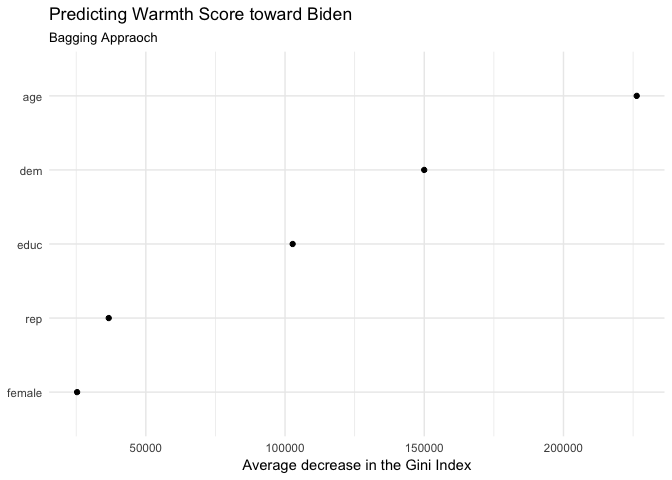 Predicting Warmth Score toward Biden
Bagging Appraoch
age
dem
educ
rep
female
50000 100000 150000 200000
Average decrease in the Gini Index